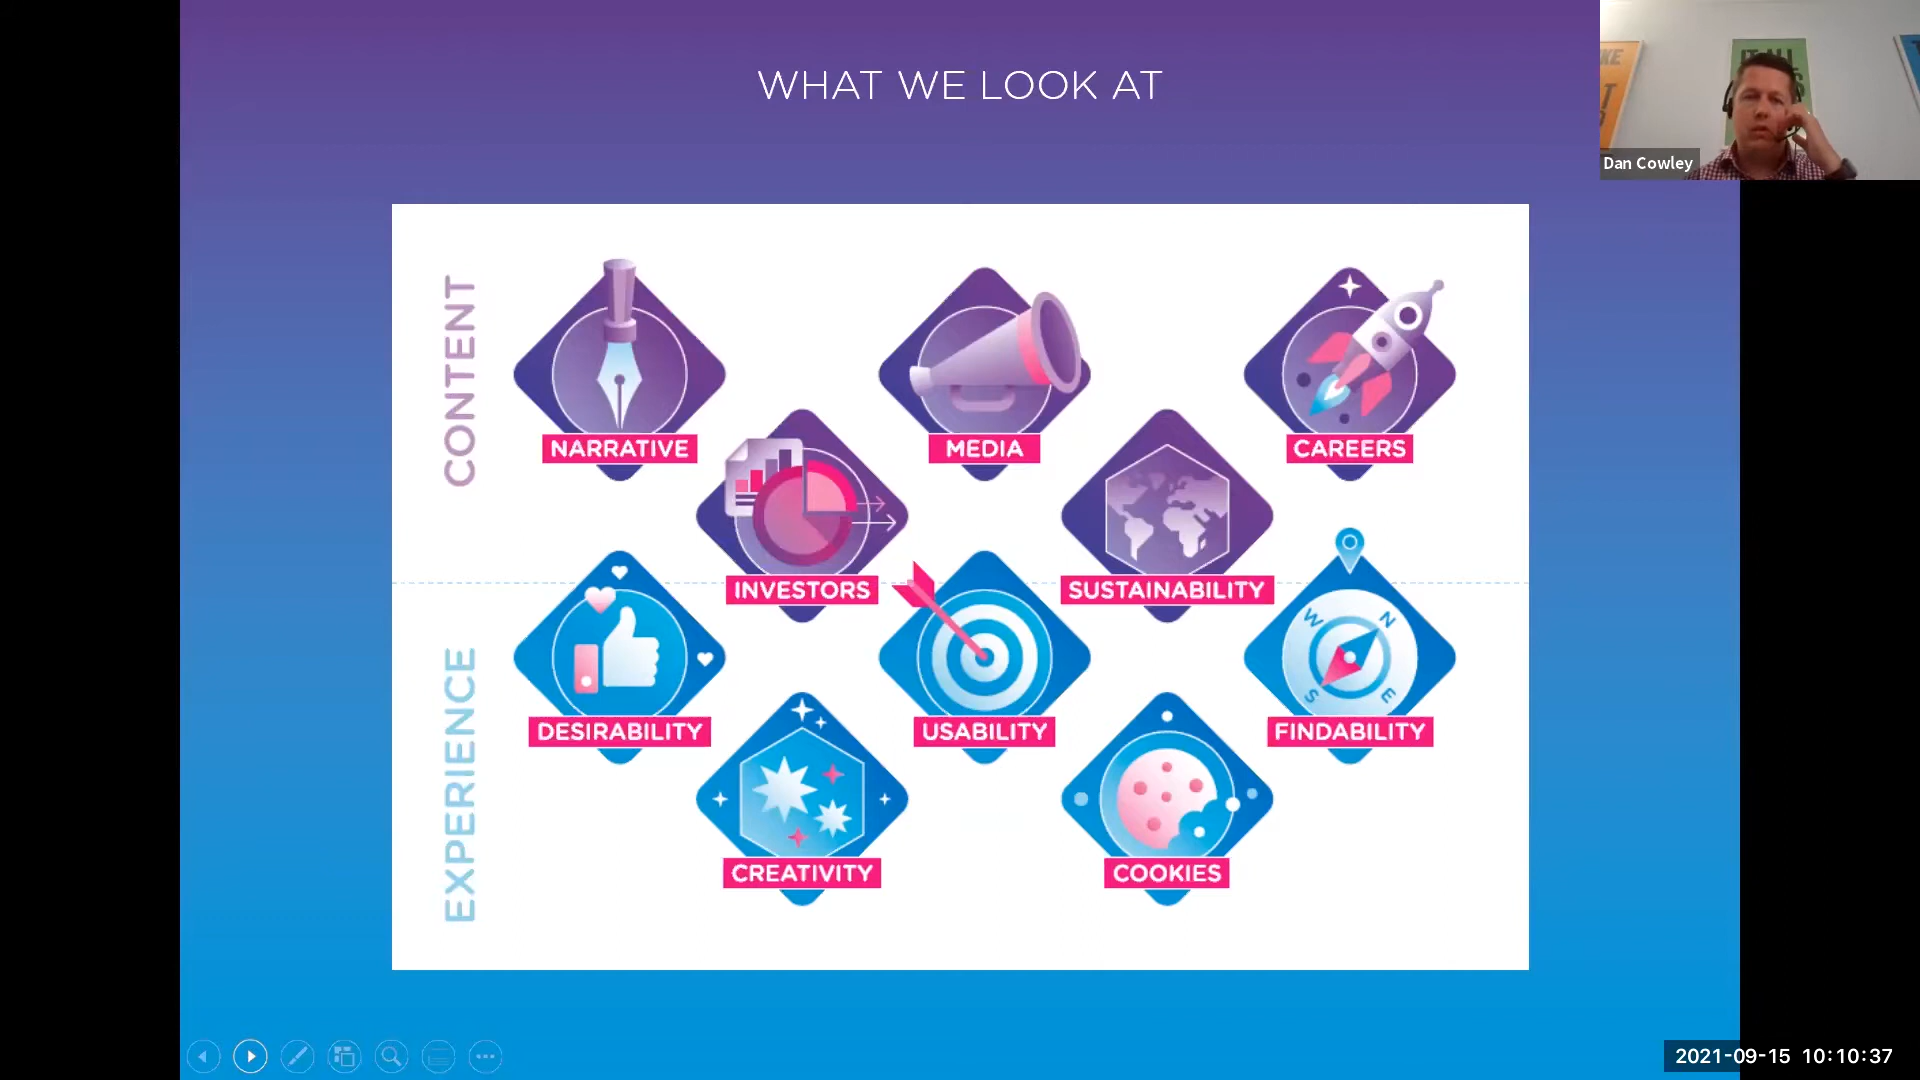 WHAT WE LOOK AT
Dan Cowley
CONTENT
NARRATIVE
MEDIA
CAREERS
INVESTORS
SUSTAINABILITY
EXPERIENCE
DESIRABILITY
USABILITY
W N
S E
FINDABILITY
CREATIVITY
COOKIES
2021-09-15 10:10:37